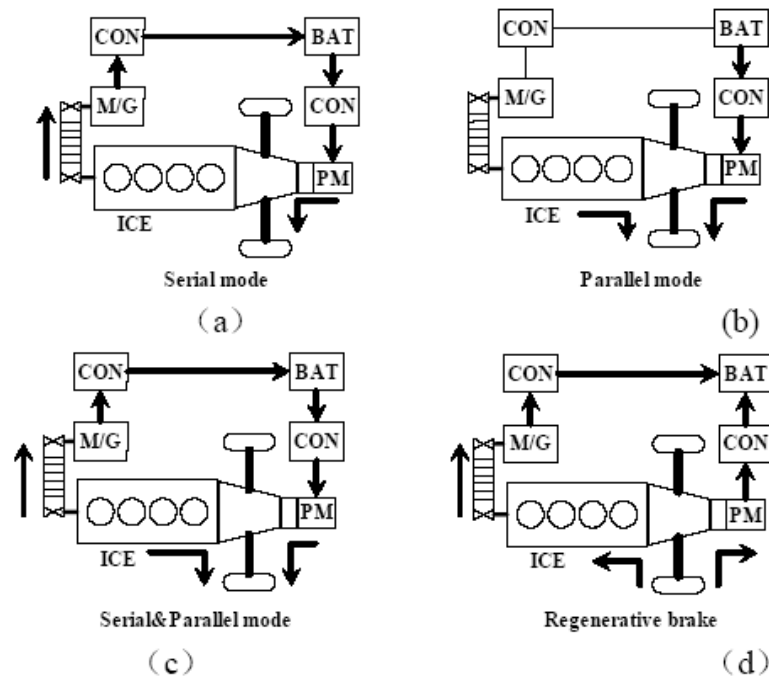 CON
BAT
M/G
CON
PM
ICE
Serial mode
（a）
CON
BAT
M/G
CON
PM
ICE
Parallel mode
(b)
CON
BAT
M/G
CON
PM
ICE
Serial&Parallel mode
（c）
CON
BAT
M/G
CON
PM
ICE
Regenerative brake
（d）